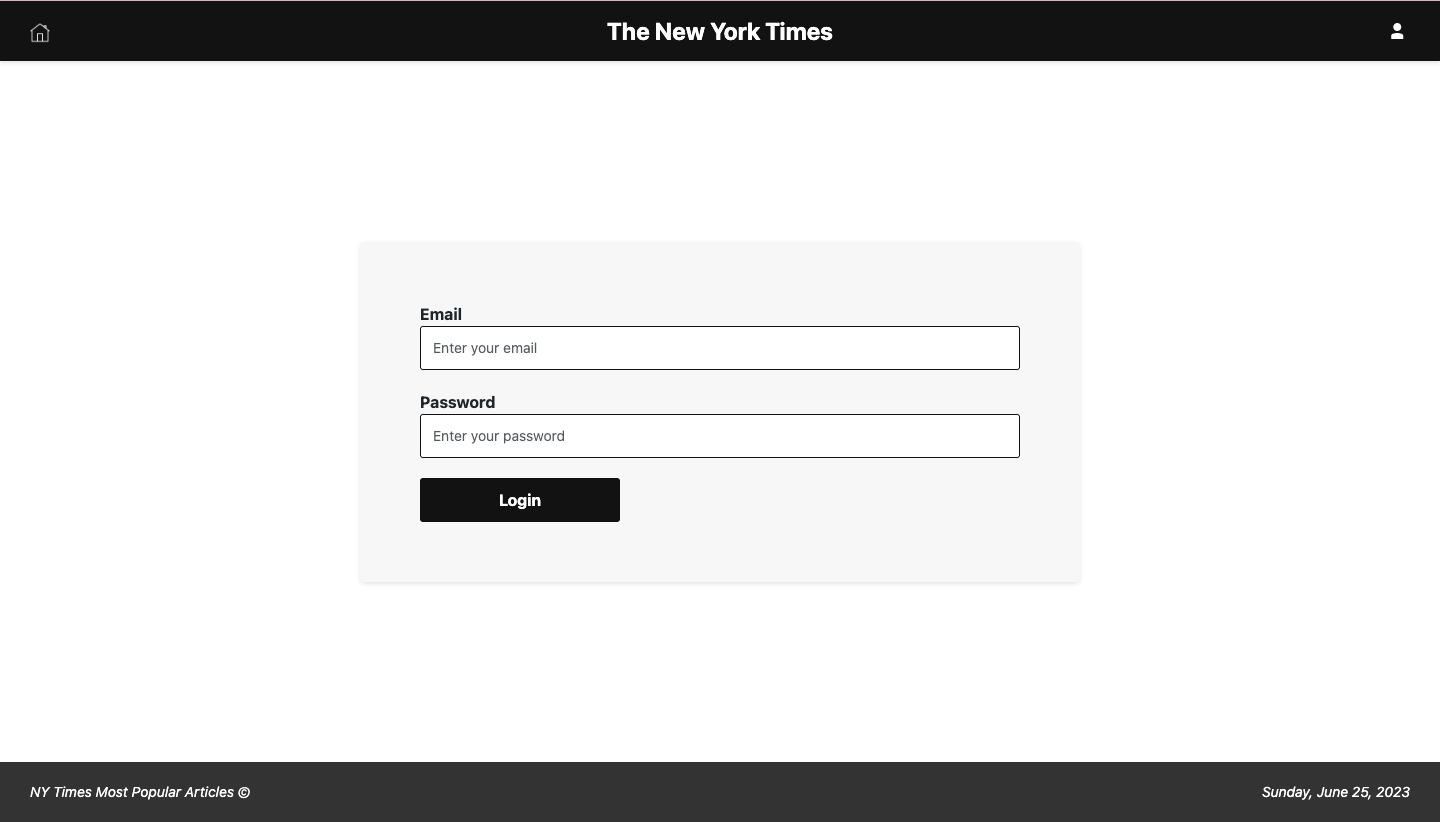 The New York Times
Email
Enter your email
Password
Enter your password
Login
NY Times Most Popular Articles ©
Sunday, June 25, 2023